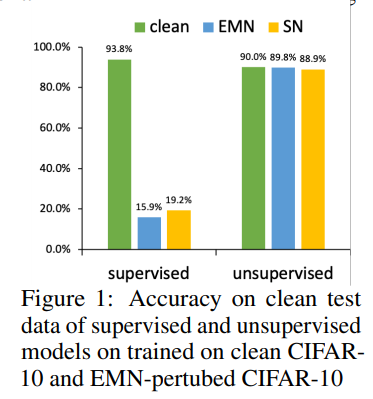 clean EMN SN
100.0%
93.8%
90.0% 89.8% 88.9%
80.0%
60.0%
40.0%
20.0%
15.9% 19.2%
0.0%
supervised unsupervised
Figure 1: Accuracy on clean test
data of supervised and unsupervised
models on trained on clean CIFAR-
10 and EMN-pertubed CIFAR-10